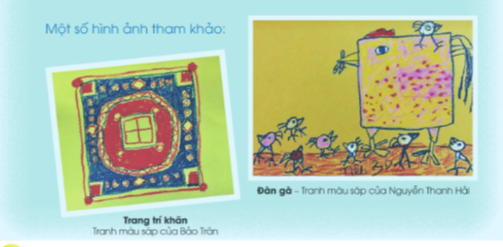 Một số hình ảnh tham khảo:
Đàn gà – Tranh màu sáp của Nguyễn Thanh Hải
Trang trí khăn
Tranh màu sáp của Bảo Trân